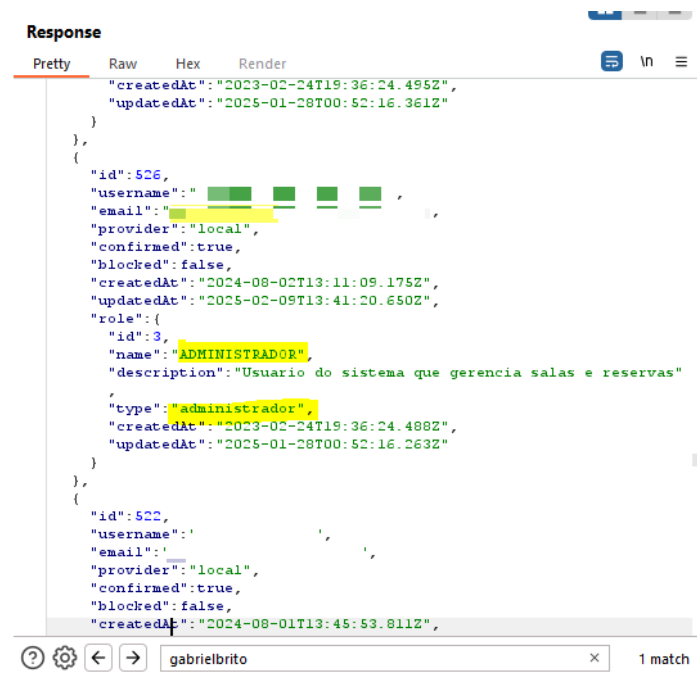 Response
Pretty Raw Hex Render \n
"createdAt":"2023-02-24T19:36:24.495Z",
"updatedAt":"2025-01-28T00:52:16.361Z"
}
},
{
"id":526,
"username":" ,
"email":" ,
"provider":"local",
"confirmed":true,
"blocked":false,
"createdAt":"2024-08-02T13:11:09.175Z",
"updatedAt":"2025-02-09T13:41:20.650Z",
"role":{
"id":3,
"name":"ADMINISTRADOR",
"description":"Usuario do sistema que gerencia salas e reservas"
,
"type":"administrador",
"createdAt":"2023-02-24T19:36:24.488Z",
"updatedAt":"2025-01-28T00:52:16.263Z"
}
},
{
"id":522,
"username":' ',
"email":' ',
"provider":"local",
"confirmed":true,
"blocked":false,
"createdAt":"2024-08-01T13:45:53.811Z",
gabrielbrito 1 match